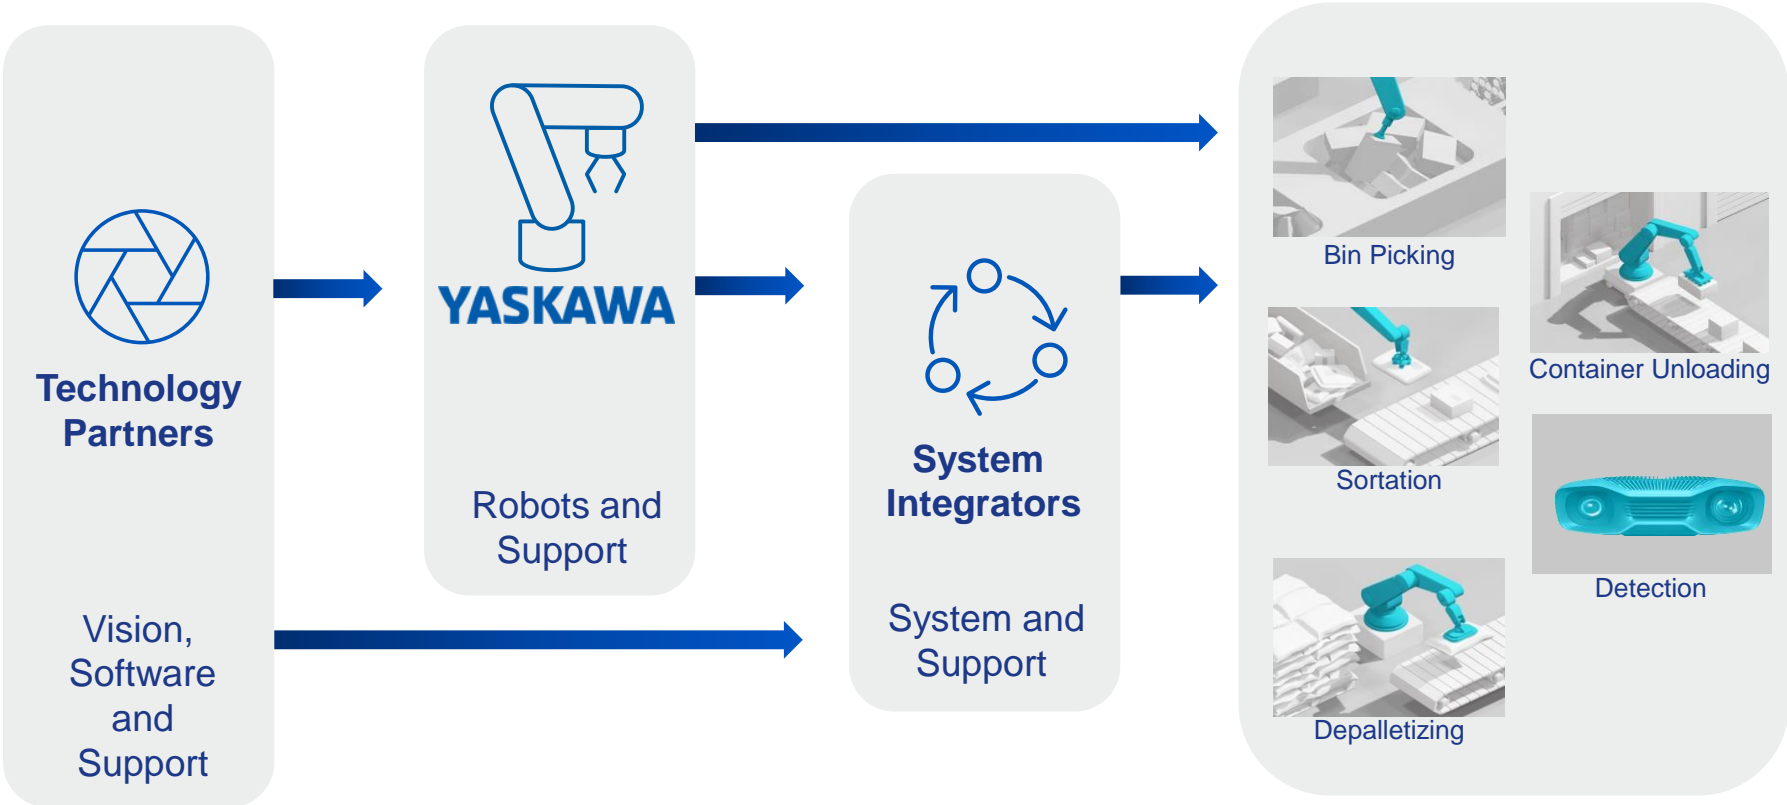 Technology
Partners
Vision,
Software
and
Support
YASKAWA
Robots and
Support
System
Integrators
System and
Support
Bin Picking
Container Unloading
Sortation
Detection
Depalletizing